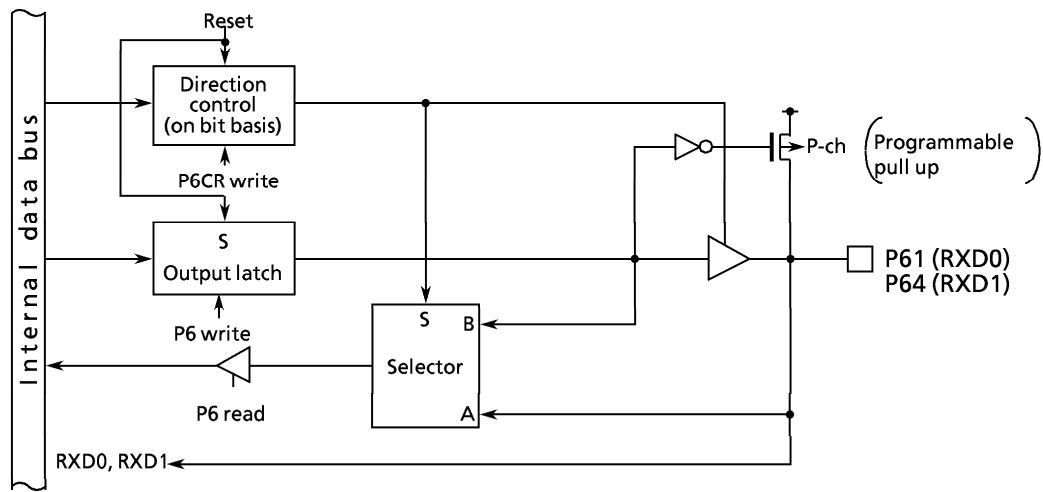 Reset
Internal data bus
Direction
control
(on bit basis)
P6CR write
P-ch
Programmable
pull up
S
Output latch
P61 (RXD0)
P64 (RXD1)
P6 write
S
B
Selector
A
P6 read
RXD0, RXD1